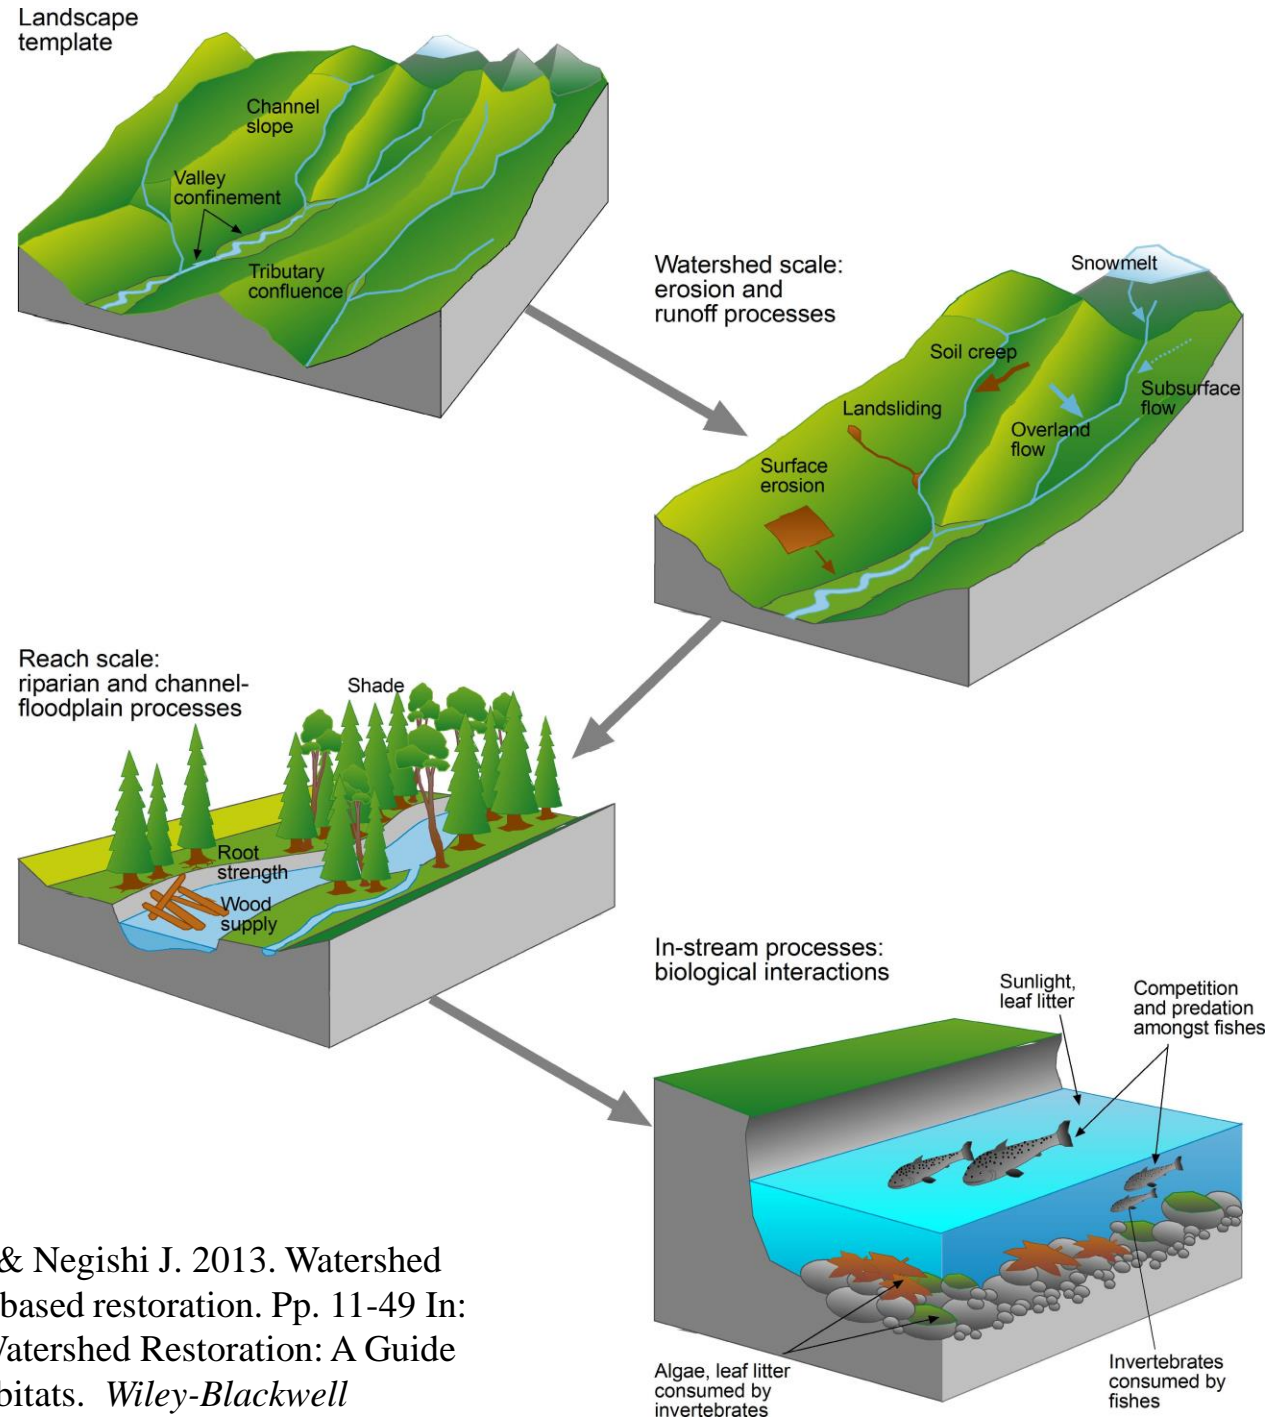 Landscape
template
Channel
slope
Valley
confinement
Tributary
confluence
Watershed scale:
erosion and
runoff processes
Snowmelt
Soil creep
Subsurface
flow
Landsliding
Overland
flow
Surface
erosion
Reach scale:
riparian and channel-
floodplain processes
Shade
Root
strength
Wood
supply
In-stream processes:
biological interactions
Sunlight,
leaf litter
Competition
and predation
amongst fishes
Algae, leaf litter
consumed by
invertebrates
Invertebrates
consumed by
fishes
& Negishi J. 2013. Watershed
based restoration. Pp. 11-49 In:
Watershed Restoration: A Guide
bitats. Wiley-Blackwell